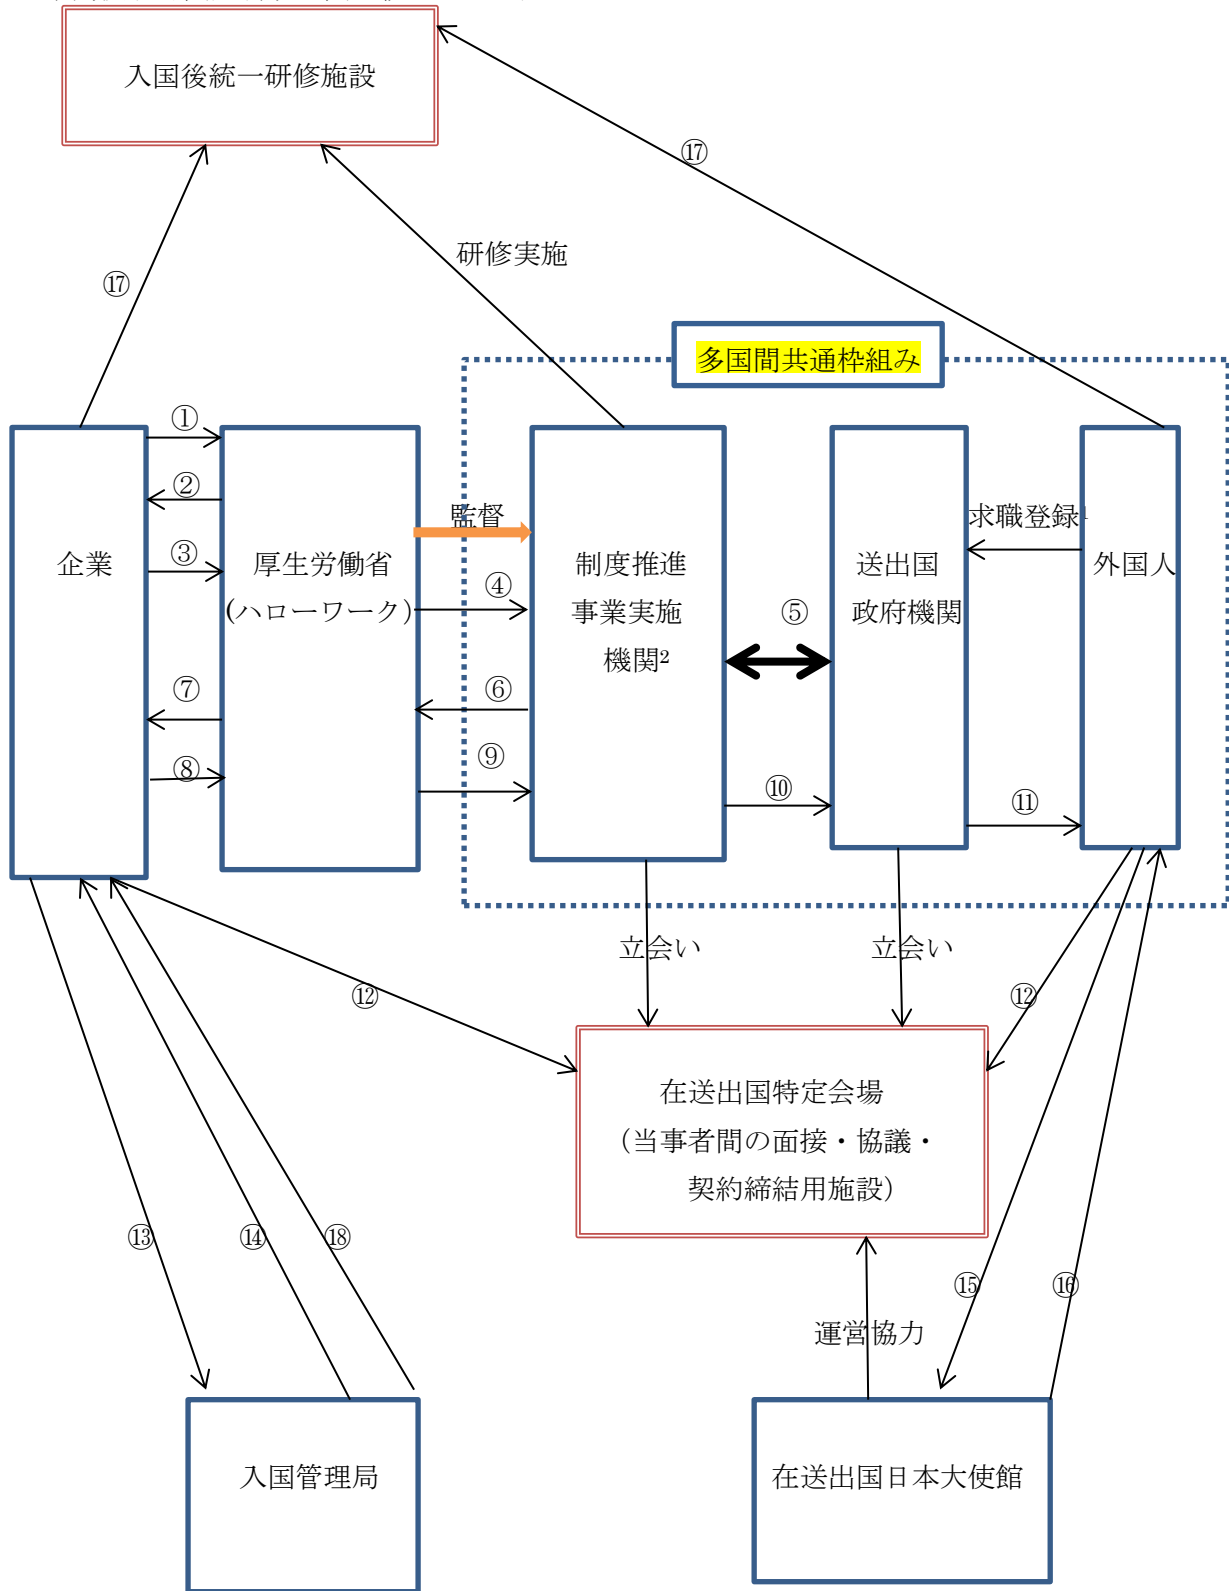 入国後統一研修施設
⑰
研修実施
⑰
多国間共通枠組み
①
②
③
監督
④
求職登録1
企業
厚生労働省
(ハローワーク)
制度推進
事業実施
機関2
⑤
送出国
政府機関
外国人
⑥
⑦
⑧
⑨
⑩
⑪
立会い
立会い
⑫
⑫
在送出国特定会場
(当事者間の面接・協議・
契約締結用施設)
⑬
⑭
⑱
⑮
⑯
運営協力
入国管理局
在送出国日本大使館